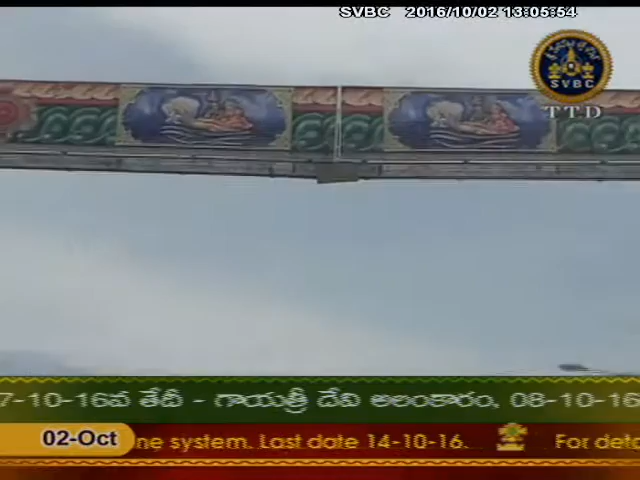 SVBC 2016/10/02 13:05:54
SVBC
TTD
7-10-16వ తేదీ - గాయత్రీ దేవి అలంకారం, 08-10-16
02-Oct ne system. Last date 14-10-16. For deta